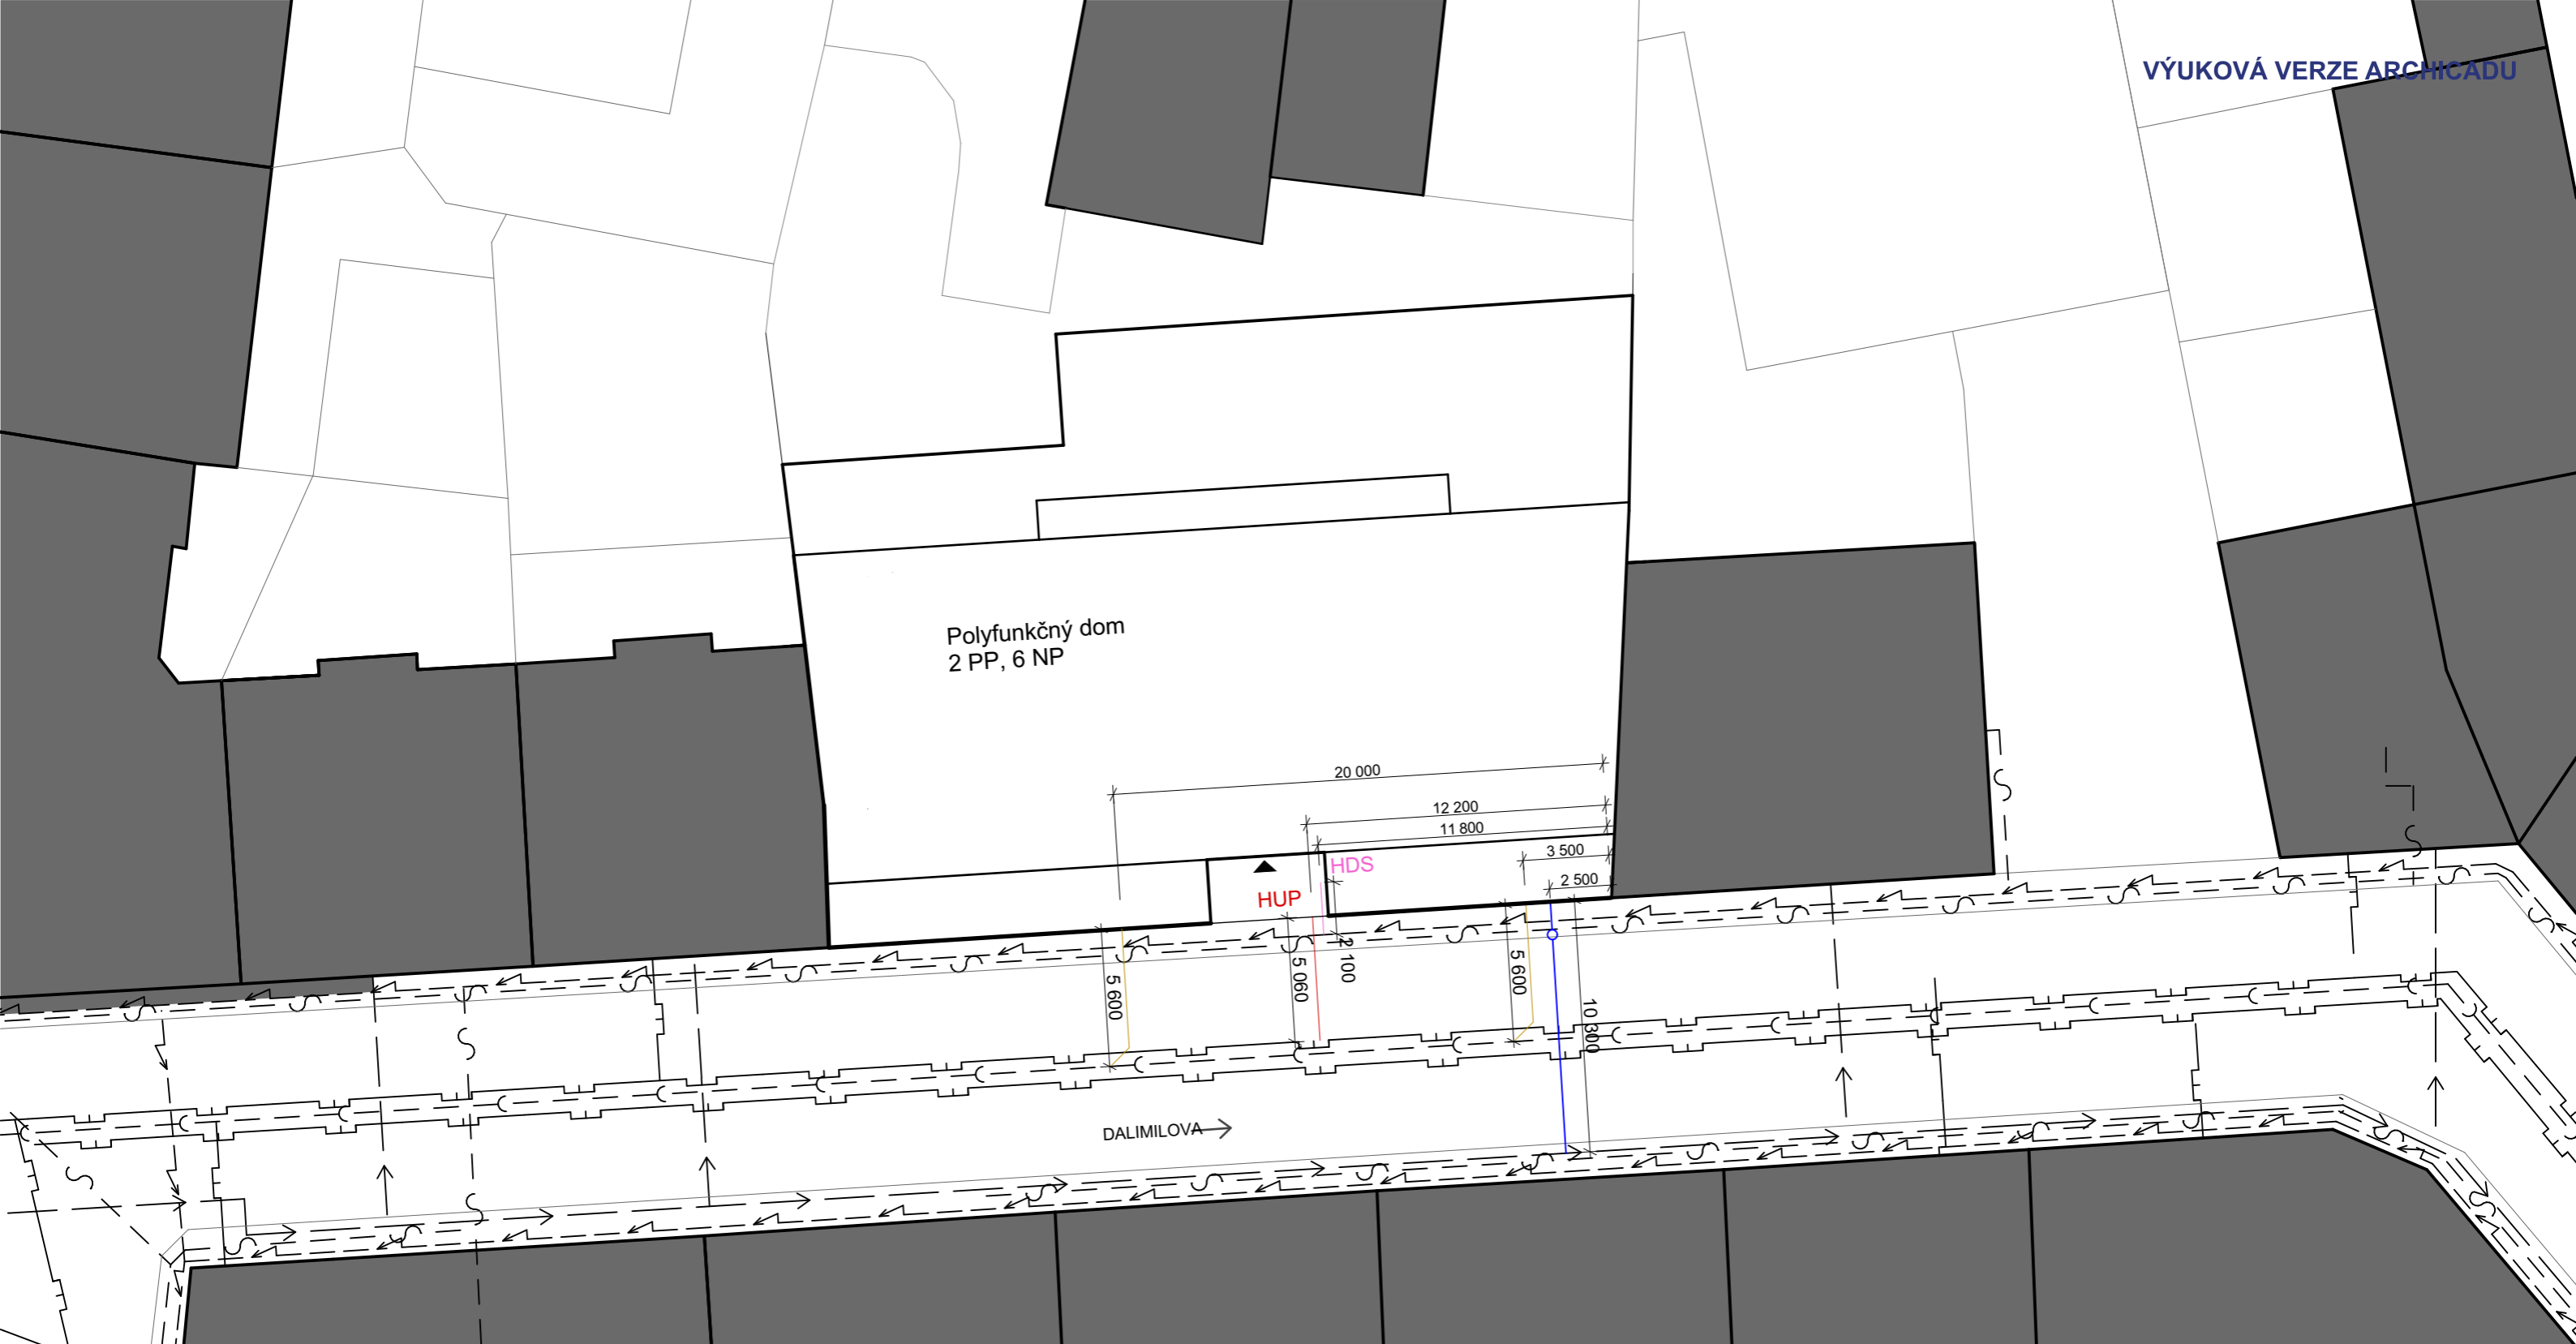 VÝUKOVÁ VERZE ARCHICADU
Polyfunkčný dom
2 PP, 6 NP
20 000
12 200
11 800
3 500
2 500
HDS
HUP
5 600
5 060
2 100
5 600
10 300
DALIMILOVA